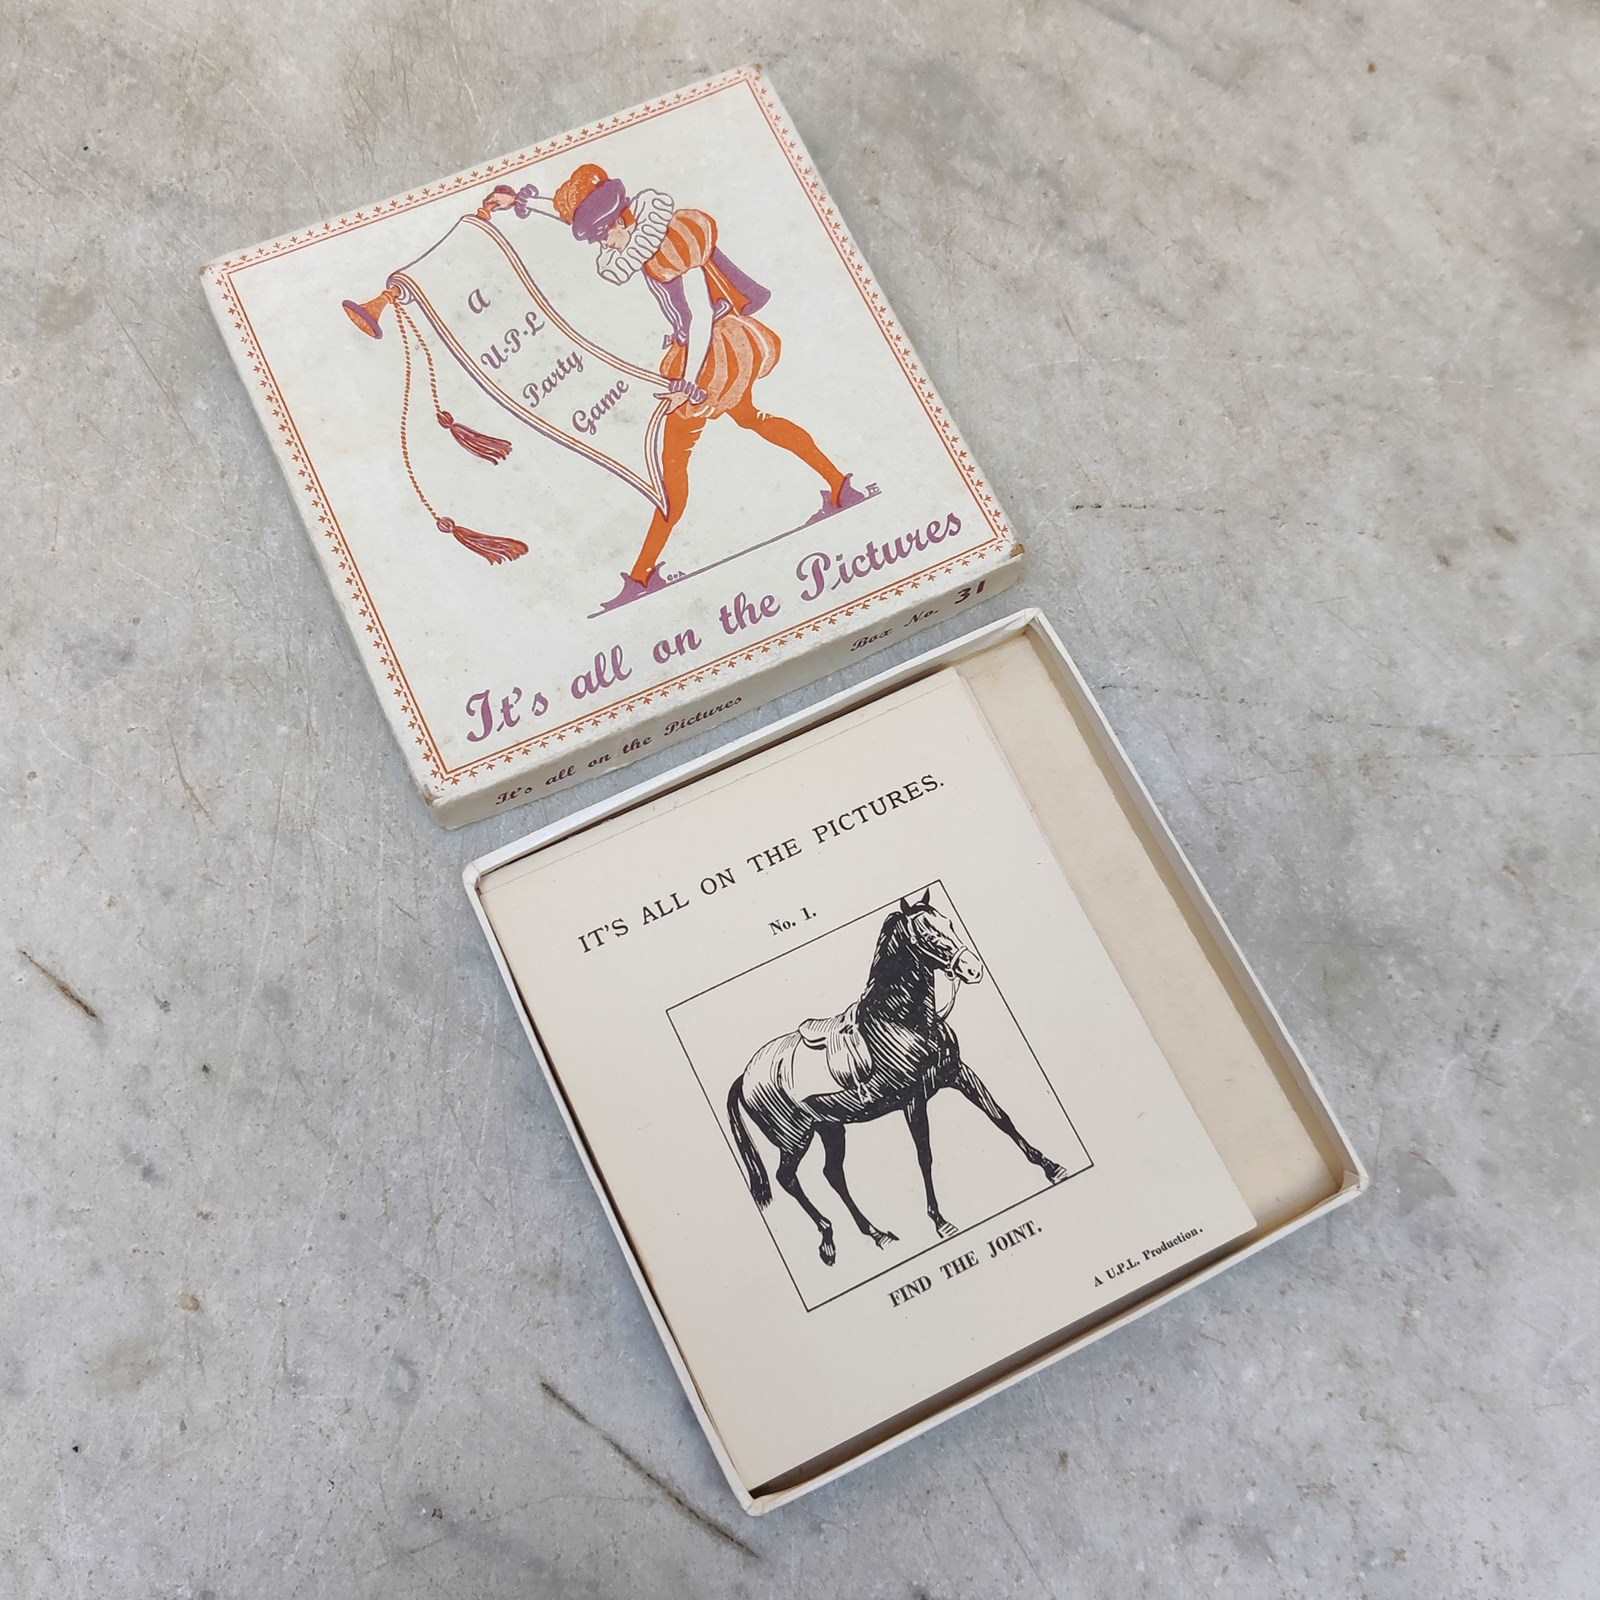 A
U·P·L
Party
Game
It's all on the Pictures
It's all on the Pictures
Box No. 31
IT'S ALL ON THE PICTURES.
No. 1.
FIND THE JOINT.
A U.P.L. Production.